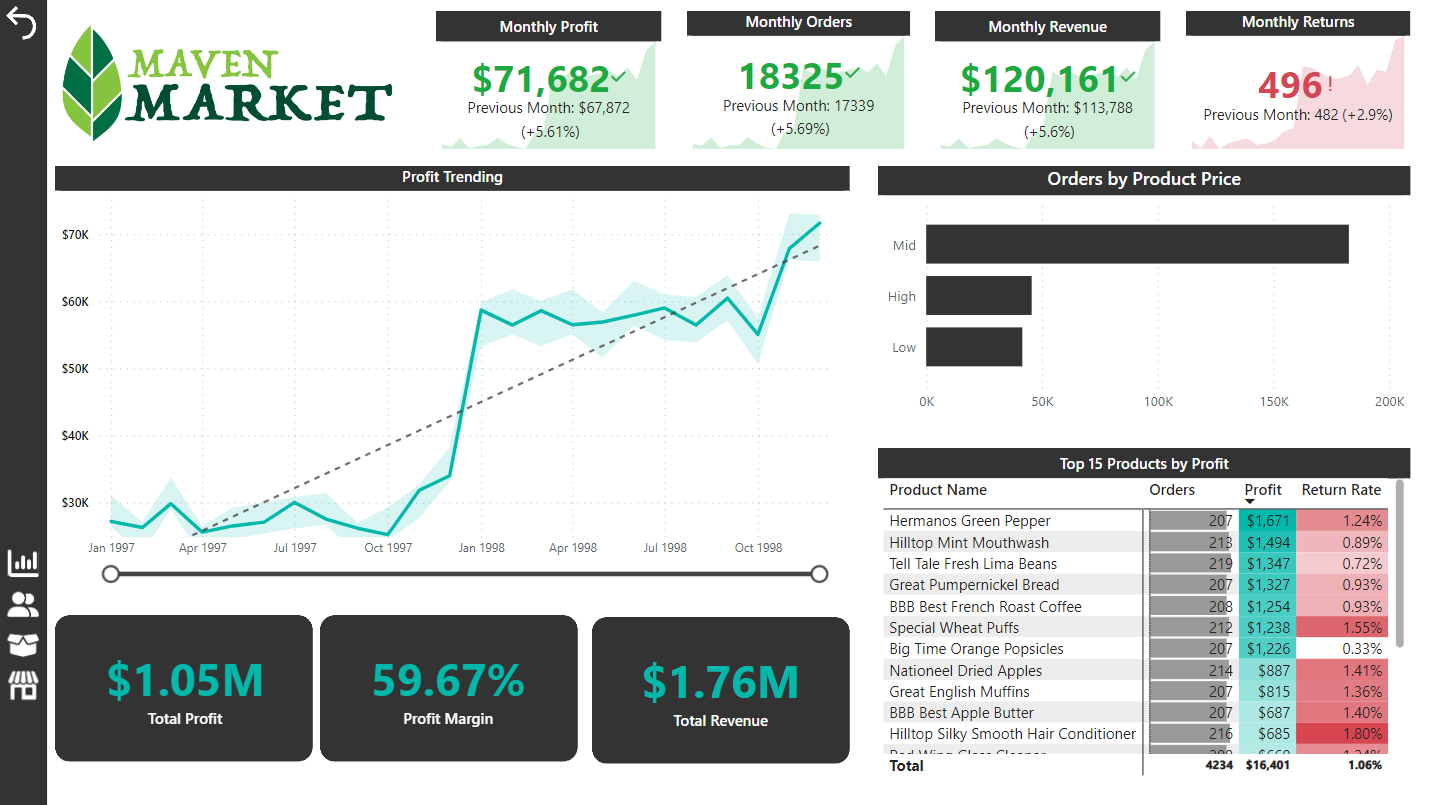 MAVEN
MARKET
Monthly Profit
$71,682
Previous Month: $67,872
(+5.61%)
Monthly Orders
18325
Previous Month: 17339
(+5.69%)
Monthly Revenue
$120,161
Previous Month: $113,788
(+5.6%)
Monthly Returns
496!
Previous Month: 482 (+2.9%)
Profit Trending
$70K
$60K
$50K
$40K
$30K
Jan 1997 Apr 1997 Jul 1997 Oct 1997 Jan 1998 Apr 1998 Jul 1998 Oct 1998
$1.05M
Total Profit
59.67%
Profit Margin
$1.76M
Total Revenue
Orders by Product Price
Mid
High
Low
0K 50K 100K 150K 200K
Top 15 Products by Profit
Product Name Orders Profit Return Rate
Hermanos Green Pepper 207 $1,671 1.24%
Hilltop Mint Mouthwash 213 $1,494 0.89%
Tell Tale Fresh Lima Beans 219 $1,347 0.72%
Great Pumpernickel Bread 207 $1,327 0.93%
BBB Best French Roast Coffee 208 $1,254 0.93%
Special Wheat Puffs 212 $1,238 1.55%
Big Time Orange Popsicles 207 $1,226 0.33%
Nationeel Dried Apples 214 $887 1.41%
Great English Muffins 207 $815 1.36%
BBB Best Apple Butter 207 $687 1.40%
Hilltop Silky Smooth Hair Conditioner 216 $685 1.80%
Red Wing Glass Cleaner
Total 4234 $16,401 1.06%